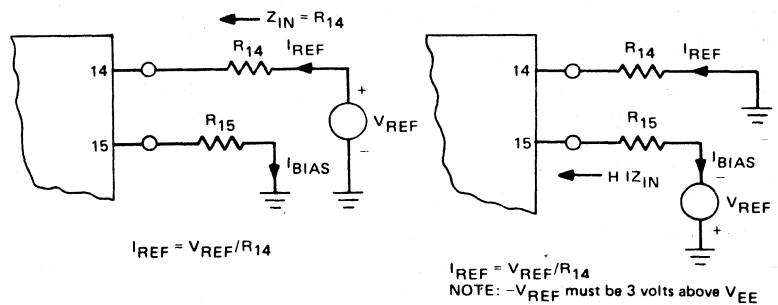 Z_IN = R14
R14
I_REF
14
+
V_REF
−
R15
15
I_BIAS
I_REF = V_REF/R14
R14
I_REF
14
R15
15
I_BIAS
−
H IZ_IN
V_REF
+
I_REF = V_REF/R14
NOTE: −V_REF must be 3 volts above V_EE